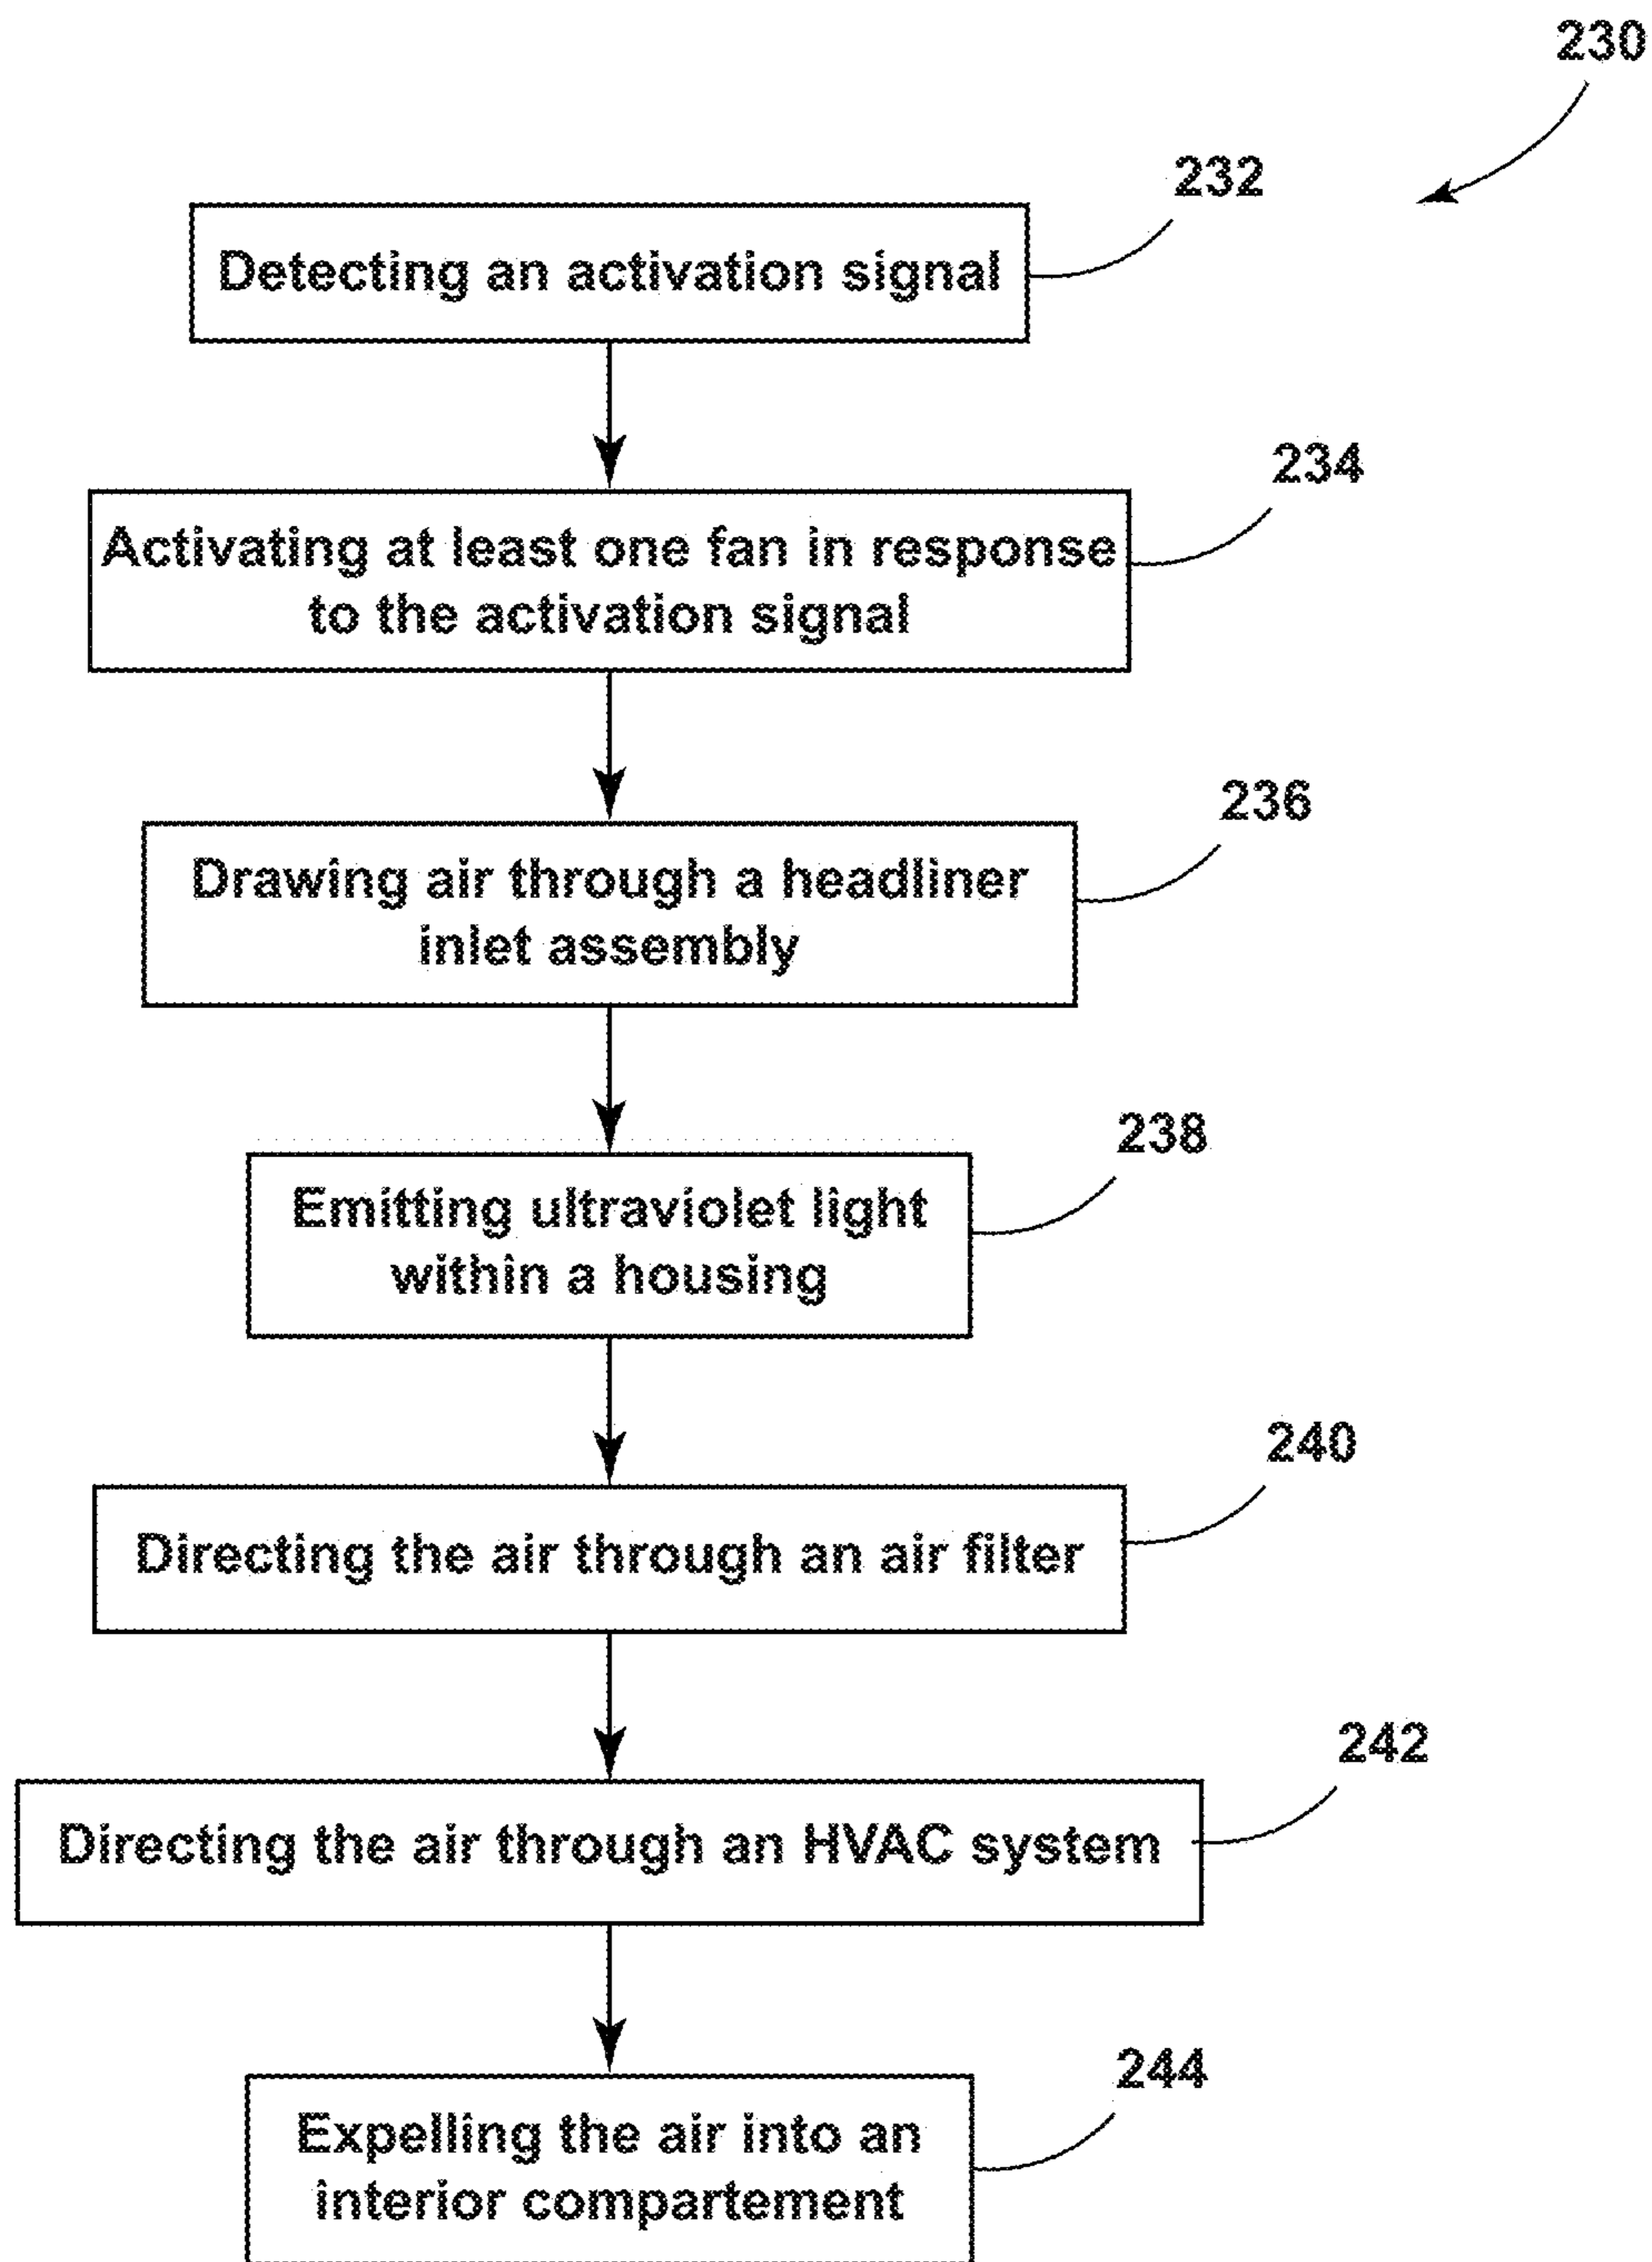 230
232
Detecting an activation signal
234
Activating at least one fan in response
to the activation signal
236
Drawing air through a headliner
inlet assembly
238
Emitting ultraviolet light
within a housing
240
Directing the air through an air filter
242
Directing the air through an HVAC system
244
Expelling the air into an
interior compartement